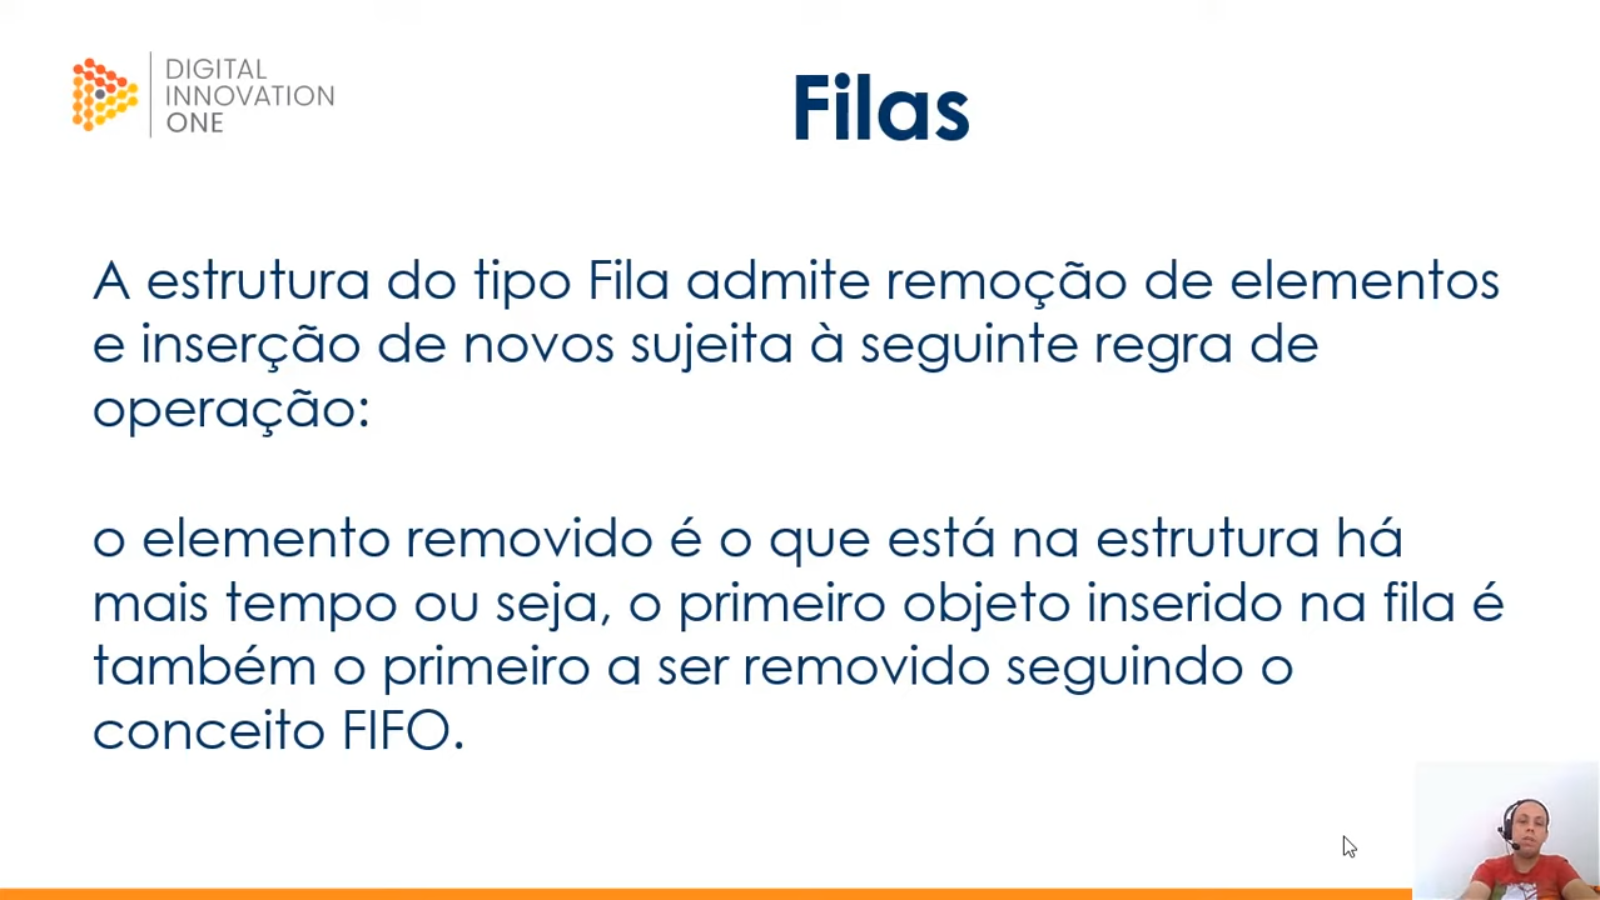 DIGITAL
INNOVATION
ONE
Filas
A estrutura do tipo Fila admite remoção de elementos
e inserção de novos sujeita à seguinte regra de
operação:
o elemento removido é o que está na estrutura há
mais tempo ou seja, o primeiro objeto inserido na fila é
também o primeiro a ser removido seguindo o
conceito FIFO.